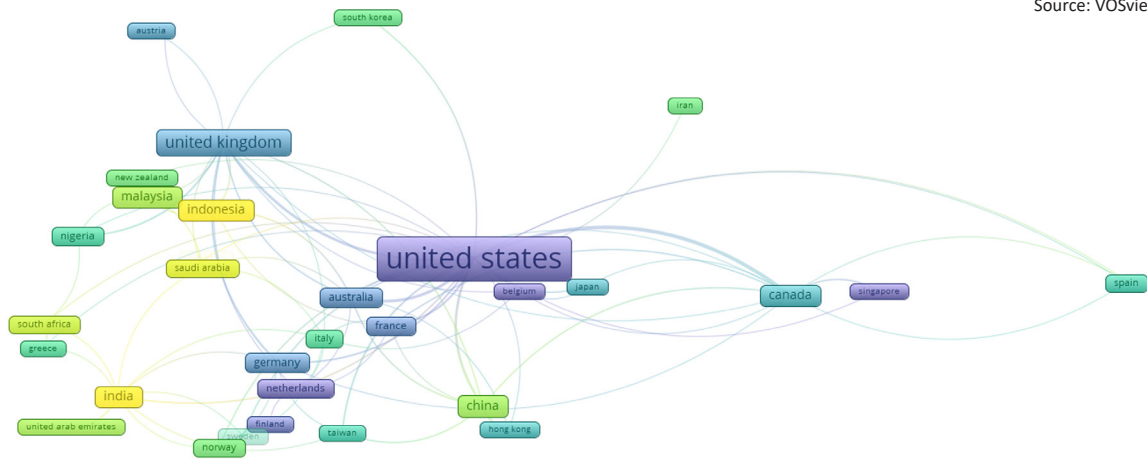 Source: VOSvie
south korea
austria
iran
united kingdom
new zealand
malaysia
indonesia
nigeria
united states
saudi arabia
spain
japan
belgium
singapore
canada
australia
south africa
france
italy
greece
germany
netherlands
india
china
finland
united arab emirates
hong kong
taiwan
sweden
norway